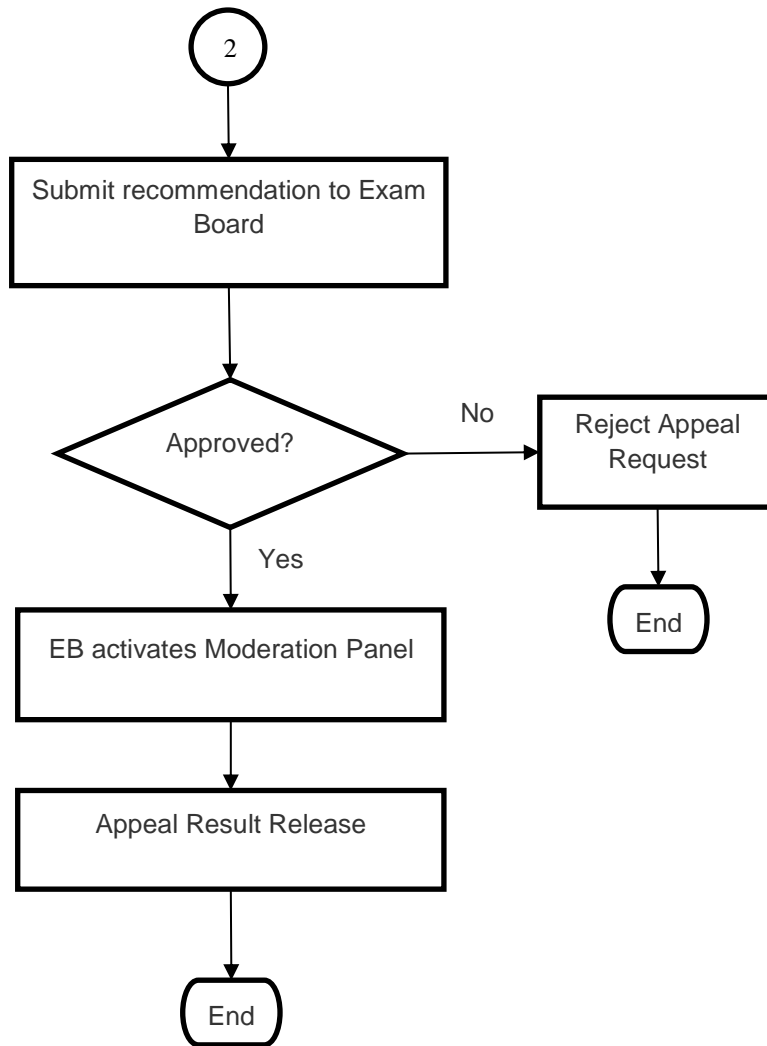 2
Submit recommendation to Exam
Board
Approved?
No
Reject Appeal
Request
Yes
End
EB activates Moderation Panel
Appeal Result Release
End